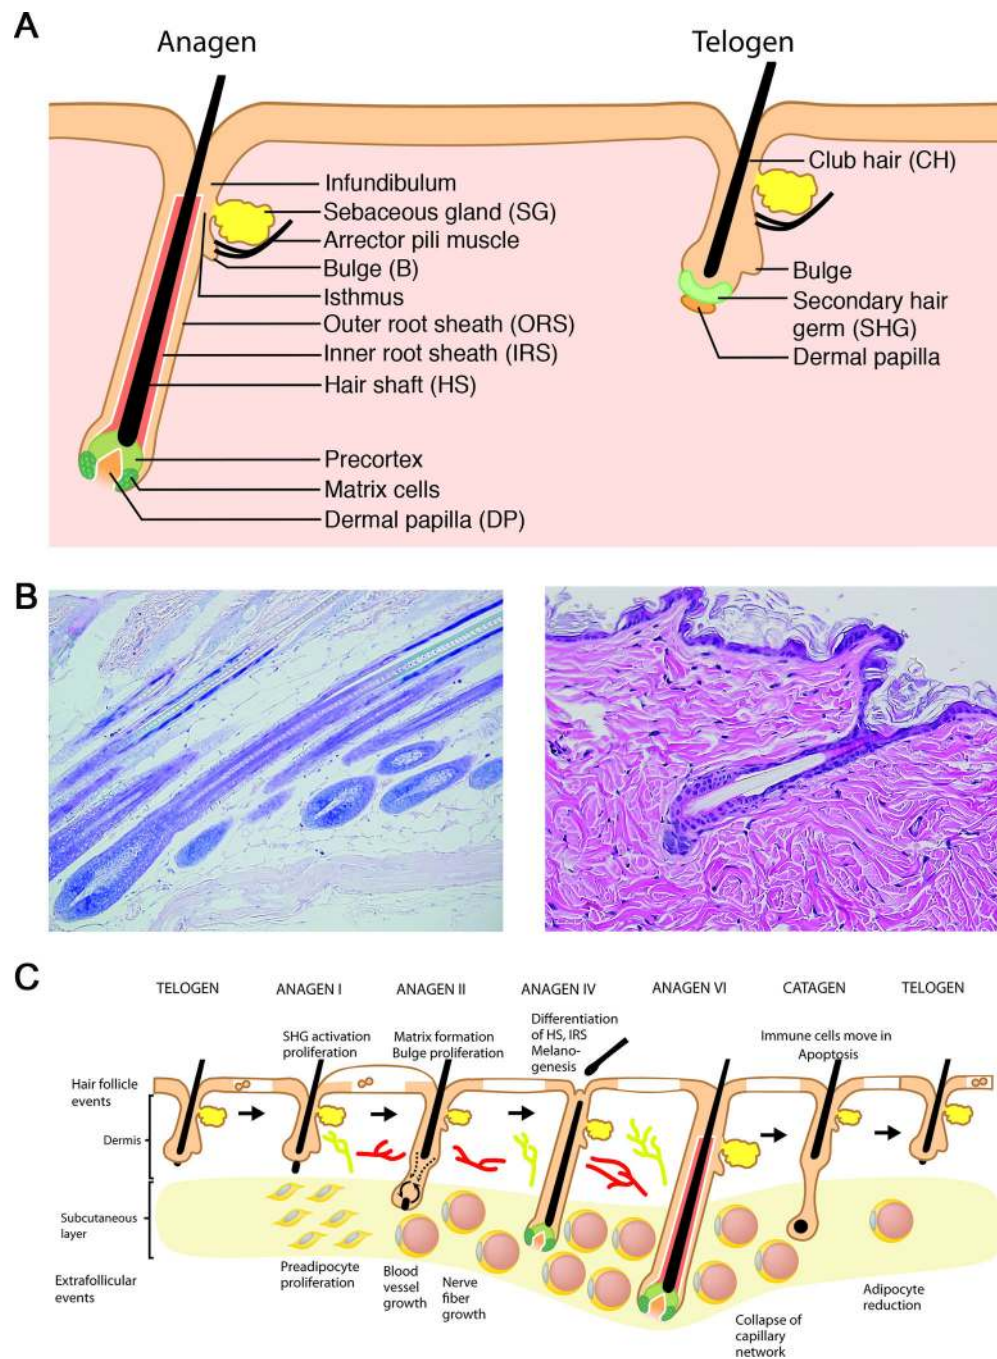 A
Anagen
Telogen
Infundibulum
Sebaceous gland (SG)
Arrector pili muscle
Bulge (B)
Isthmus
Outer root sheath (ORS)
Inner root sheath (IRS)
Hair shaft (HS)
Precortex
Matrix cells
Dermal papilla (DP)
Club hair (CH)
Bulge
Secondary hair
germ (SHG)
Dermal papilla
B
C
TELOGEN
ANAGEN I
ANAGEN II
ANAGEN IV
ANAGEN VI
CATAGEN
TELOGEN
SHG activation
proliferation
Matrix formation
Bulge proliferation
Differentiation
of HS, IRS
Melano-
genesis
Immune cells move in
Apoptosis
Hair follicle
events
Dermis
Subcutaneous
layer
Extrafollicular
events
Preadipocyte
proliferation
Blood
vessel
growth
Nerve
fiber
growth
Collapse of
capillary
network
Adipocyte
reduction